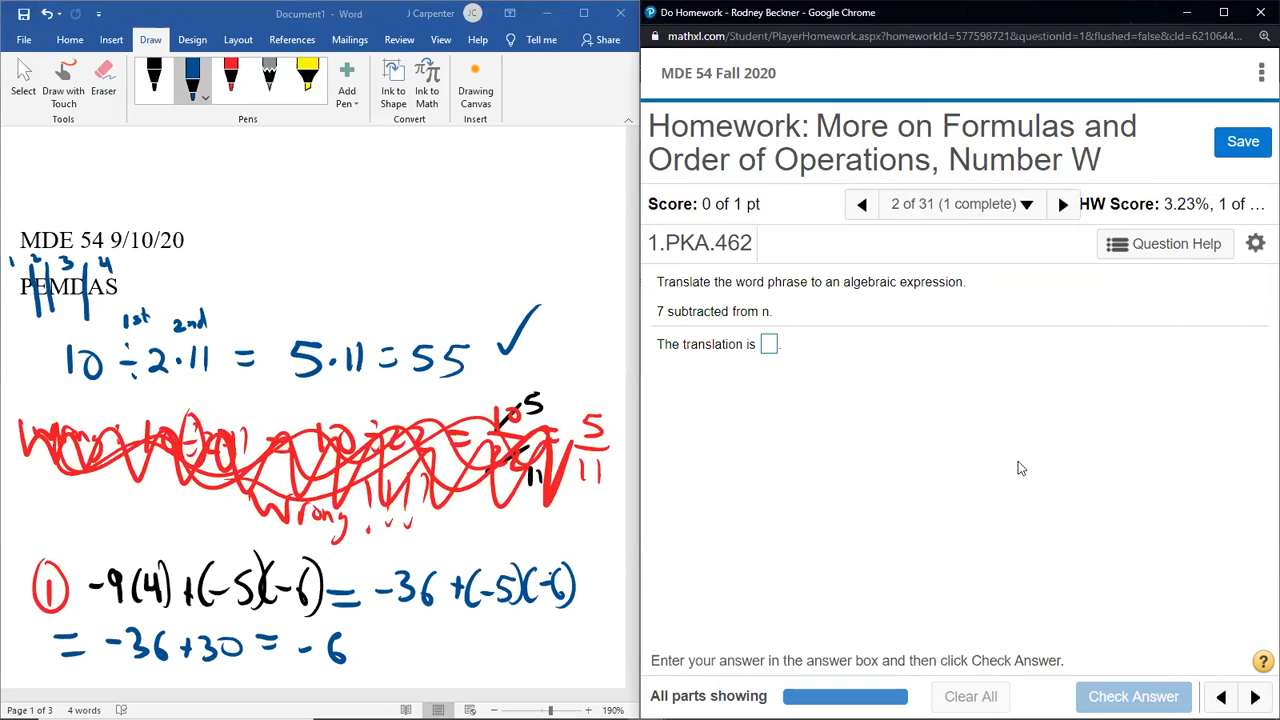 Document1 - Word
J Carpenter
JC
File Home Insert Draw Design Layout References Mailings Review View Help Tell me Share
Select
Draw with Touch
Eraser
Add Pen
Ink to Shape
Ink to Math
Drawing Canvas
Tools
Pens
Convert
Insert
MDE 54 9/10/20
1 2 3 4
PEMDAS
1st 2nd
10 ÷ 2 · 11 = 5 · 11 = 55 ✓
10 5
= 5/11
11
Wrong!!!
① -9(4) + (-5)(-6) = -36 + (-5)(-6)
= -36 + 30 = -6
Page 1 of 3 4 words 190%
Do Homework - Rodney Beckner - Google Chrome
mathxl.com/Student/PlayerHomework.aspx?homeworkId=577598721&questionId=1&flushed=false&cld=6210644...
MDE 54 Fall 2020
Homework: More on Formulas and
Order of Operations, Number W
Save
Score: 0 of 1 pt
2 of 31 (1 complete)
HW Score: 3.23%, 1 of ...
1.PKA.462
Question Help
Translate the word phrase to an algebraic expression.
7 subtracted from n.
The translation is .
Enter your answer in the answer box and then click Check Answer.
?
All parts showing
Clear All
Check Answer